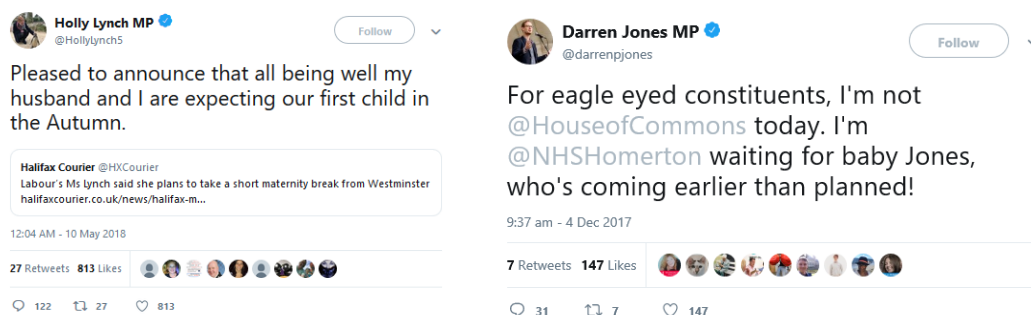 Holly Lynch MP
@HollyLynch5
Follow
Pleased to announce that all being well my
husband and I are expecting our first child in
the Autumn.
Halifax Courier @HXCourier
Labour's Ms Lynch said she plans to take a short maternity break from Westminster
halifaxcourier.co.uk/news/halifax-m...
12:04 AM - 10 May 2018
27 Retweets 813 Likes
122 27 813
Darren Jones MP
@darrenpjones
Follow
For eagle eyed constituents, I'm not
@HouseofCommons today. I'm
@NHSHomerton waiting for baby Jones,
who's coming earlier than planned!
9:37 am - 4 Dec 2017
7 Retweets 147 Likes
31 7 147